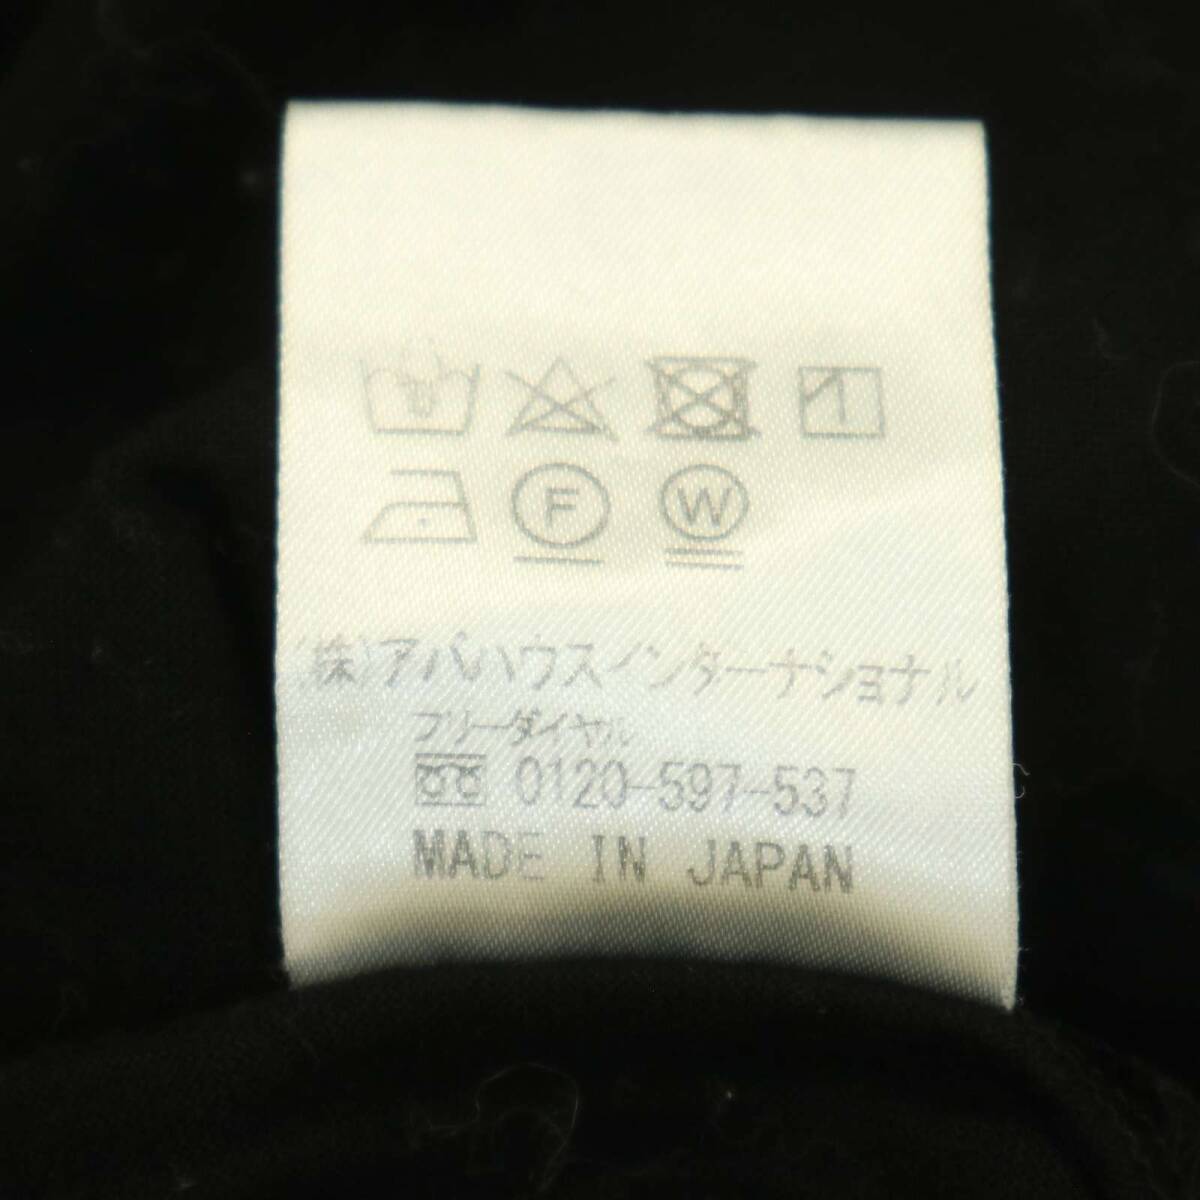 F W
(株)アバハウスインターナショナル
フリーダイヤル
0120-597-537
MADE IN JAPAN